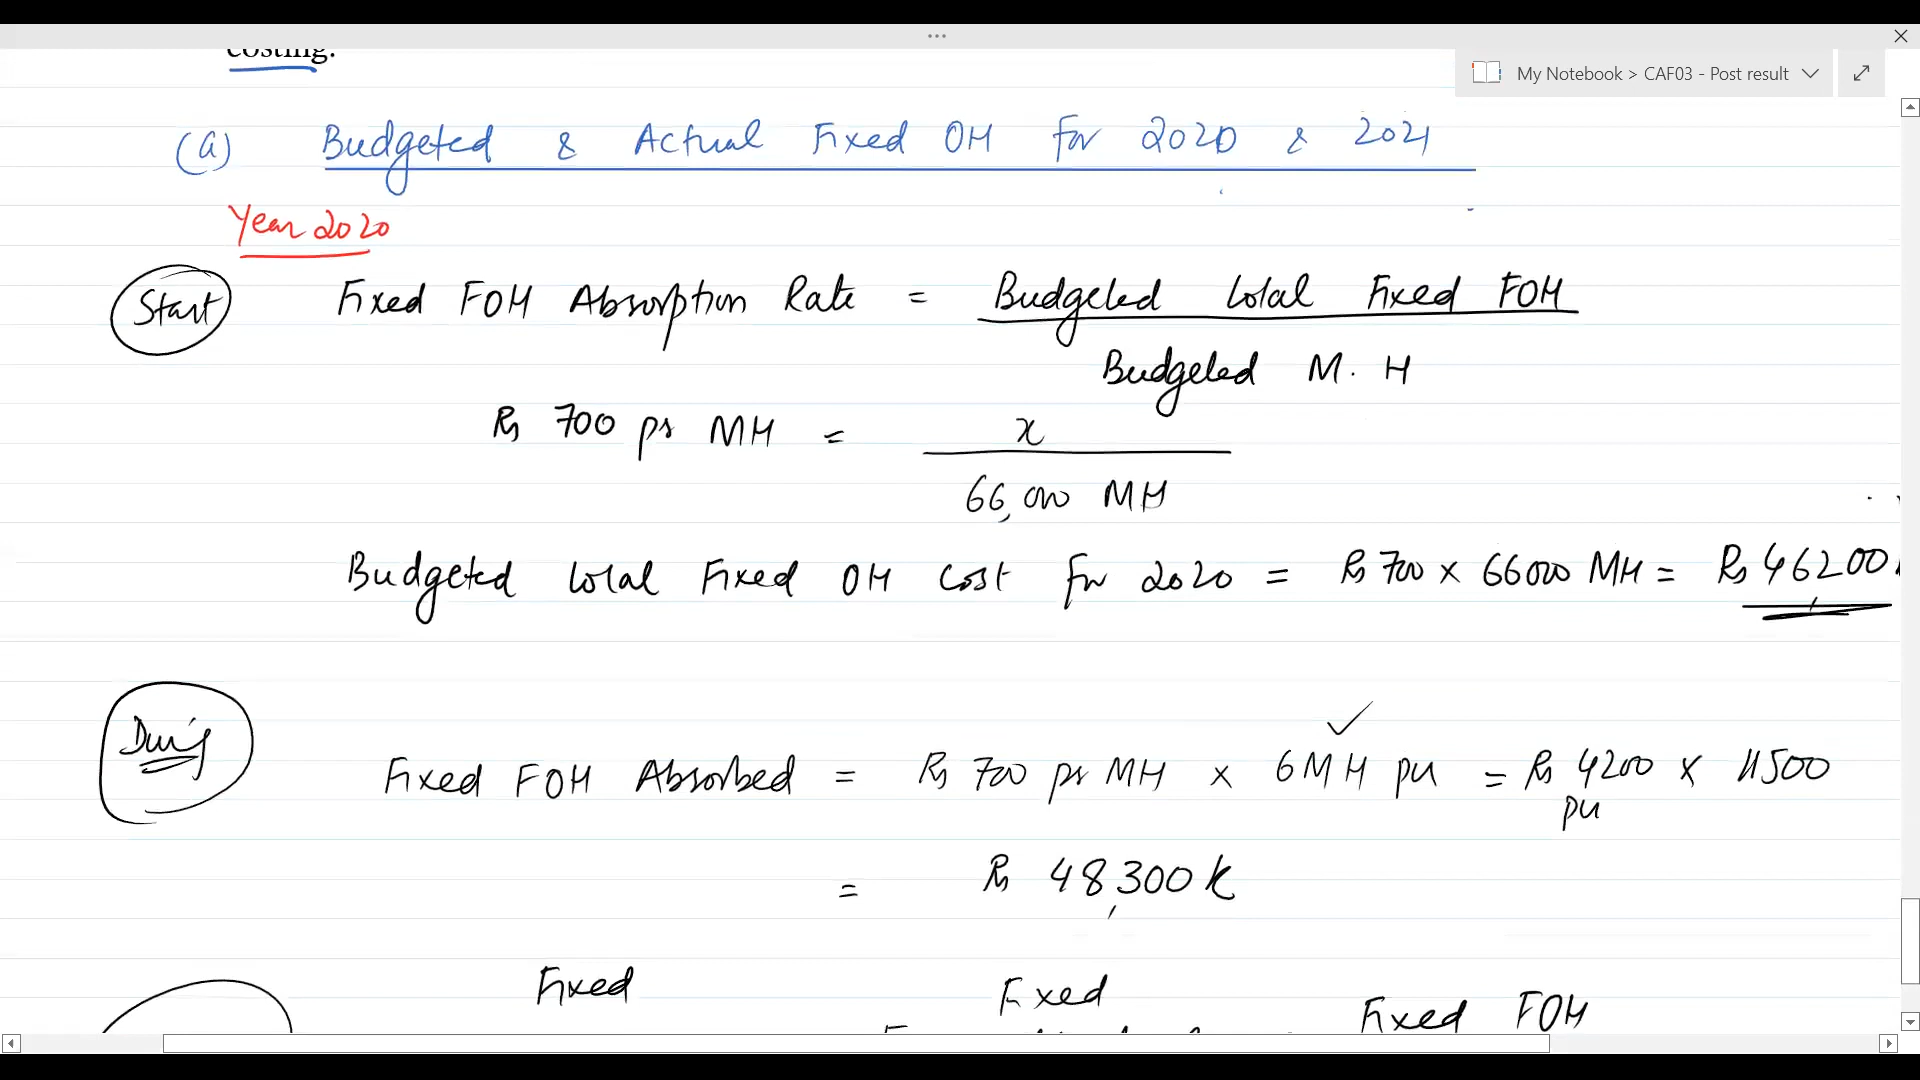 costing.
My Notebook > CAF03 - Post result
(a) Budgeted & Actual Fixed OH for 2020 & 2021
Year 2020
Start Fixed FOH Absorption Rate = Budgeted total Fixed FOH
Budgeted M. H
Rs 700 per MH = x
66,000 MH
Budgeted total Fixed OH Cost for 2020 = Rs 700 x 66000 MH = Rs 46,200
During
Fixed FOH Absorbed = Rs 700 per MH x 6 MH pu = Rs 4200 x 11500
pu
= Rs 48,300 k
Fixed Fixed Fixed FOH